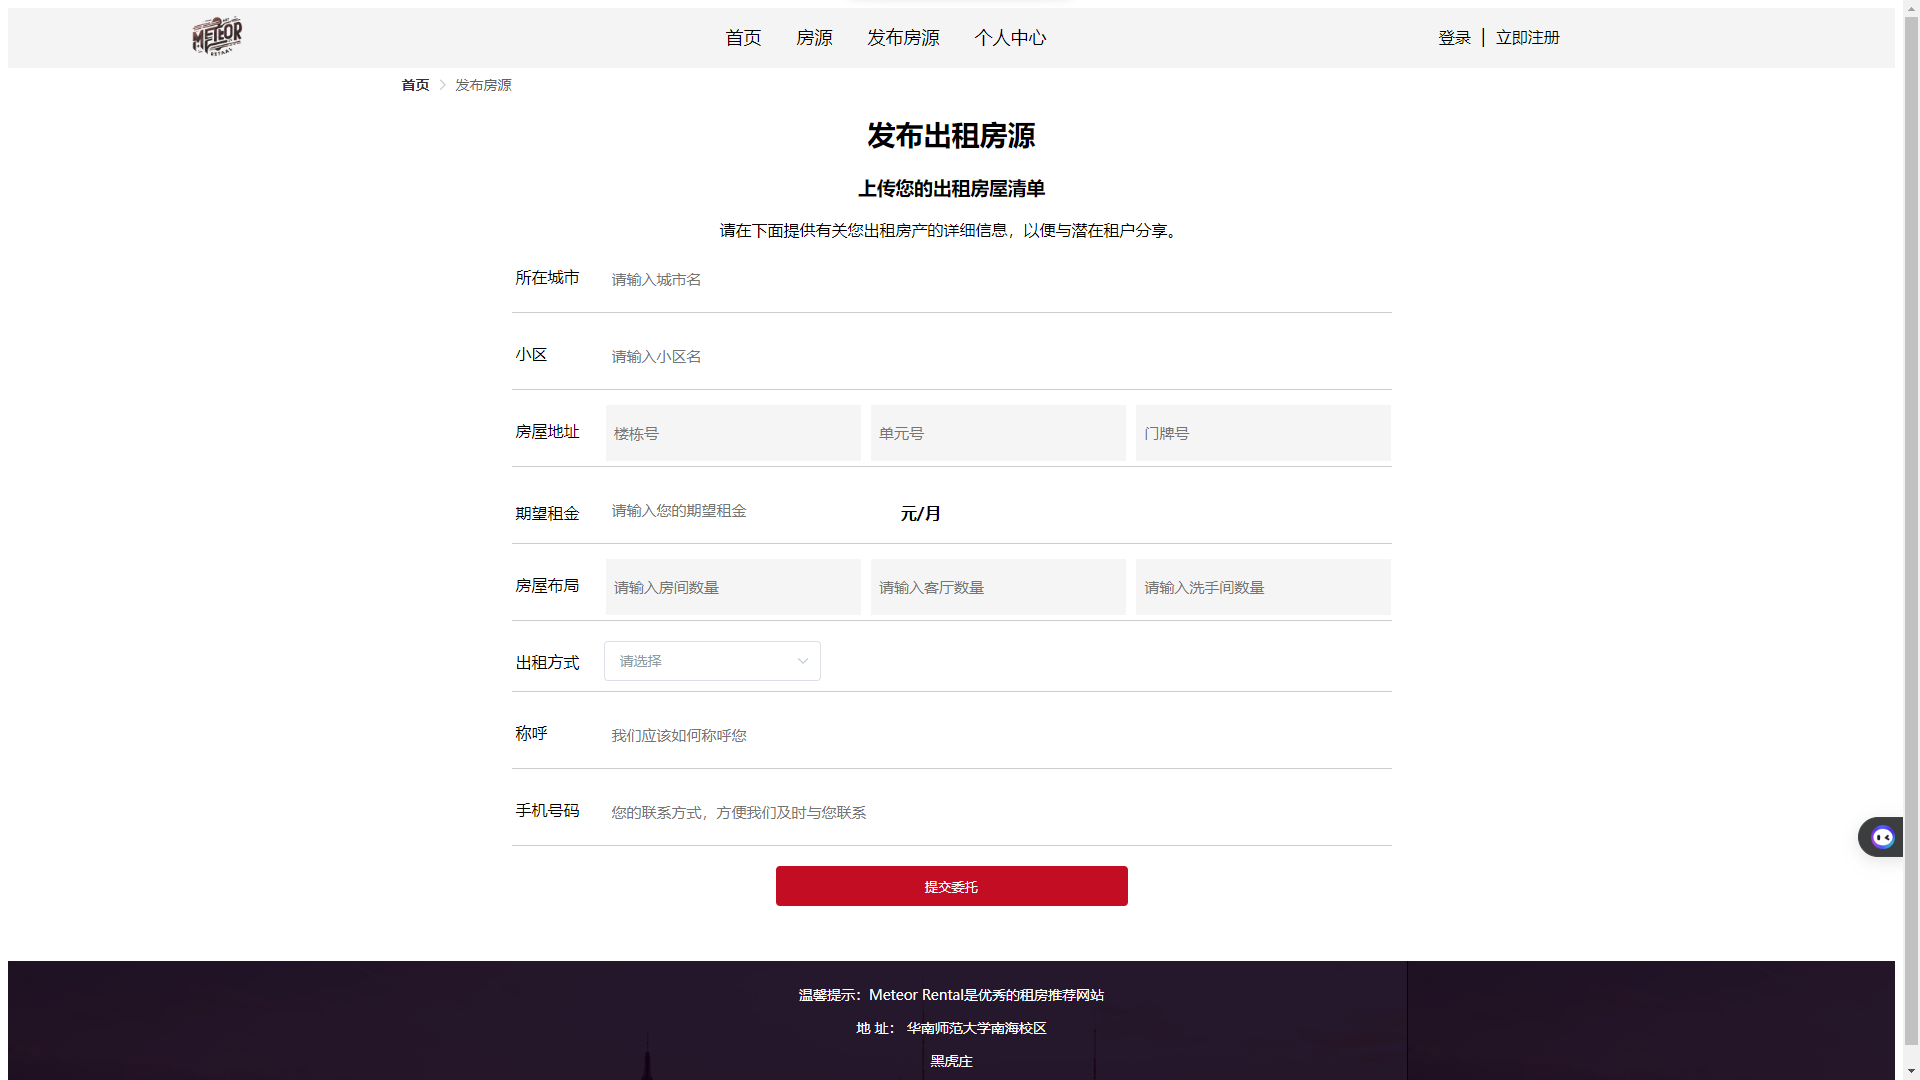 METEOR
RETAAL
首页 房源 发布房源 个人中心 登录 | 立即注册
首页 > 发布房源
发布出租房源
上传您的出租房屋清单
请在下面提供有关您出租房产的详细信息，以便与潜在租户分享。
所在城市 请输入城市名
小区 请输入小区名
房屋地址 楼栋号 单元号 门牌号
期望租金 请输入您的期望租金 元/月
房屋布局 请输入房间数量 请输入客厅数量 请输入洗手间数量
出租方式 请选择
称呼 我们应该如何称呼您
手机号码 您的联系方式，方便我们及时与您联系
提交委托
温馨提示：Meteor Rental是优秀的租房推荐网站
地 址： 华南师范大学南海校区
黑虎庄